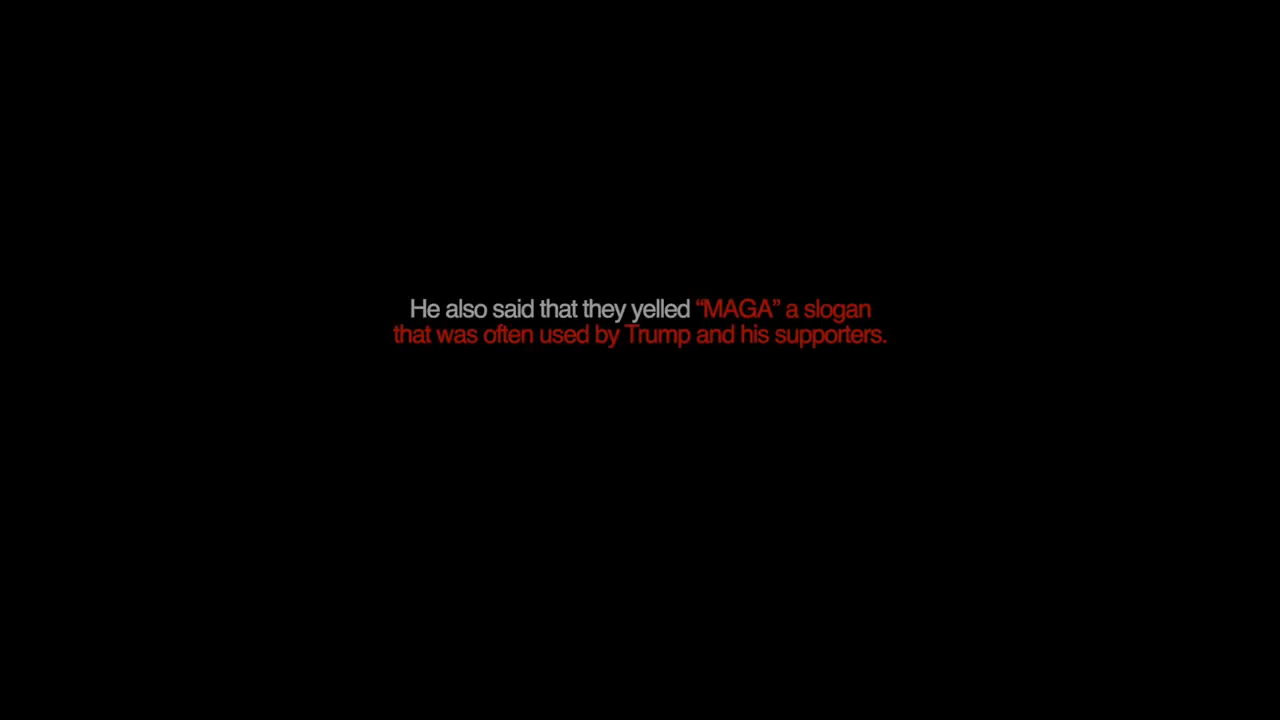 He also said that they yelled “MAGA” a slogan
that was often used by Trump and his supporters.